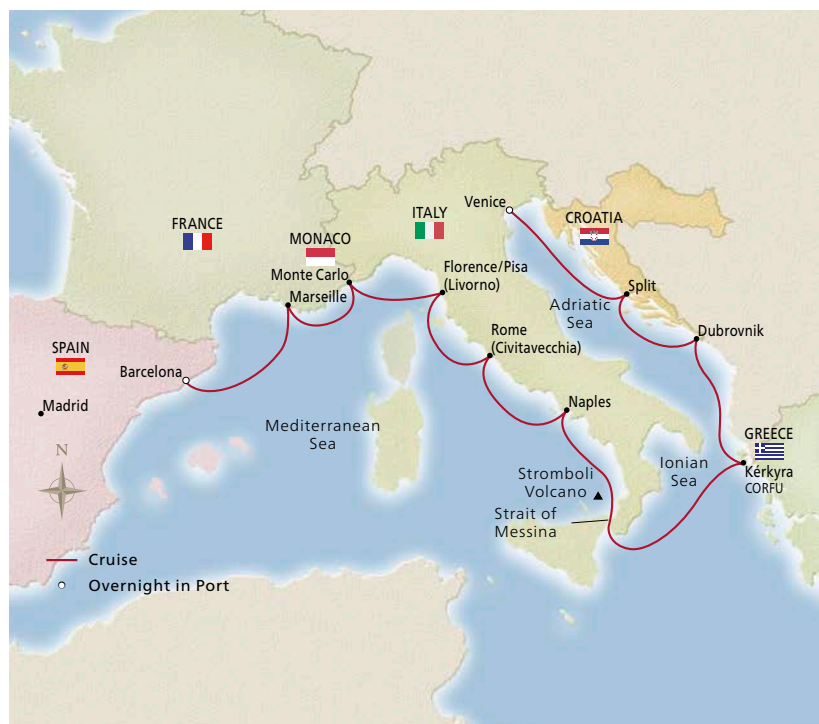 FRANCE
MONACO
Monte Carlo
Marseille
ITALY
Venice
CROATIA
Florence/Pisa
(Livorno)
Split
Adriatic
Sea
Dubrovnik
Rome
(Civitavecchia)
SPAIN
Barcelona
Madrid
Naples
Mediterranean
Sea
N
Stromboli
Volcano
Strait of
Messina
Ionian
Sea
GREECE
Kérkyra
CORFU
Cruise
Overnight in Port